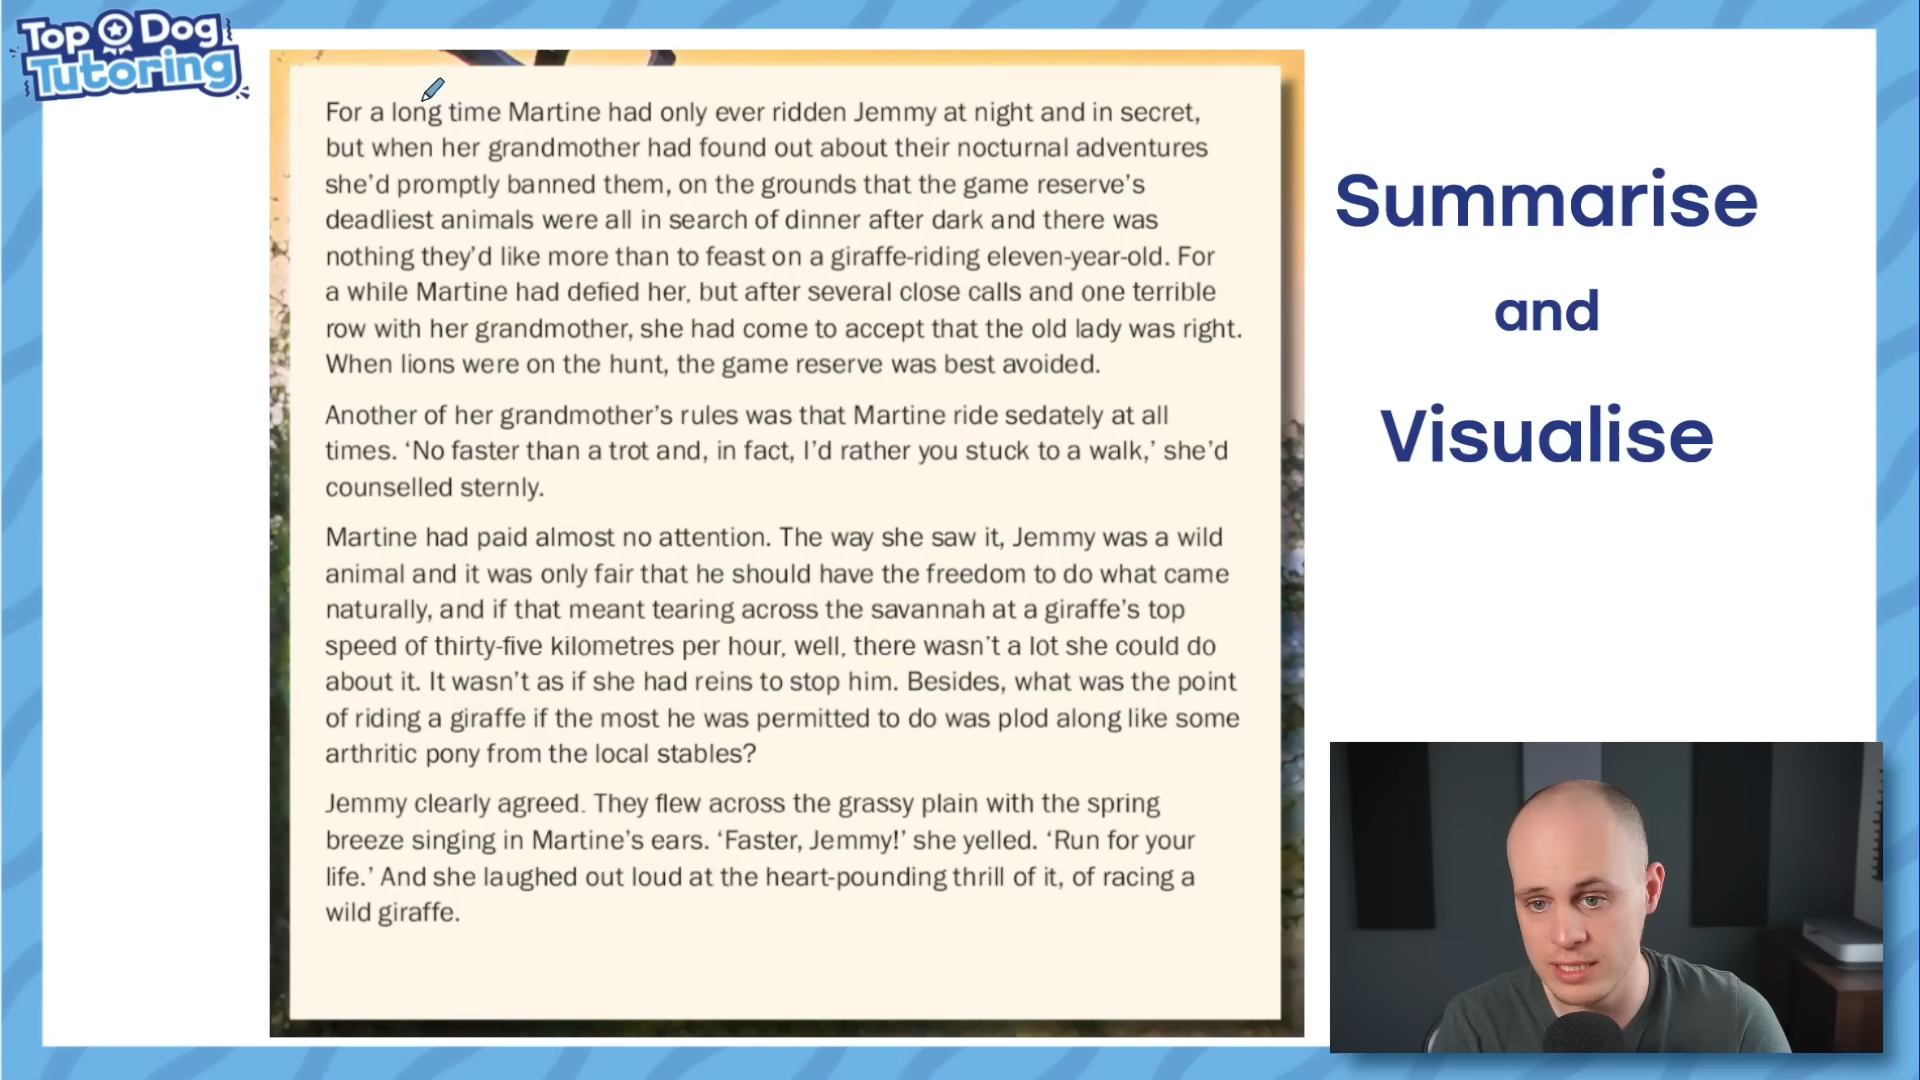 Top Dog
Tutoring
For a long time Martine had only ever ridden Jemmy at night and in secret,
but when her grandmother had found out about their nocturnal adventures
she’d promptly banned them, on the grounds that the game reserve’s
deadliest animals were all in search of dinner after dark and there was
nothing they’d like more than to feast on a giraffe-riding eleven-year-old. For
a while Martine had defied her, but after several close calls and one terrible
row with her grandmother, she had come to accept that the old lady was right.
When lions were on the hunt, the game reserve was best avoided.
Another of her grandmother’s rules was that Martine ride sedately at all
times. ‘No faster than a trot and, in fact, I’d rather you stuck to a walk,’ she’d
counselled sternly.
Martine had paid almost no attention. The way she saw it, Jemmy was a wild
animal and it was only fair that he should have the freedom to do what came
naturally, and if that meant tearing across the savannah at a giraffe’s top
speed of thirty-five kilometres per hour, well, there wasn’t a lot she could do
about it. It wasn’t as if she had reins to stop him. Besides, what was the point
of riding a giraffe if the most he was permitted to do was plod along like some
arthritic pony from the local stables?
Jemmy clearly agreed. They flew across the grassy plain with the spring
breeze singing in Martine’s ears. ‘Faster, Jemmy!’ she yelled. ‘Run for your
life.’ And she laughed out loud at the heart-pounding thrill of it, of racing a
wild giraffe.
Summarise
and
Visualise